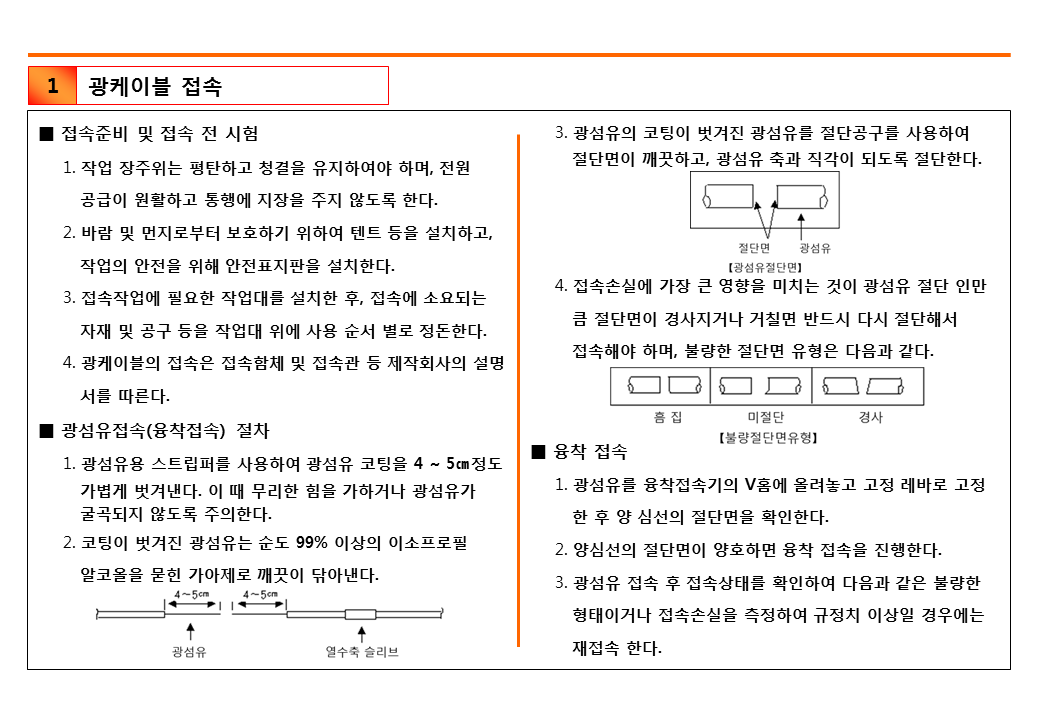 1 광케이블 접속
■ 접속준비 및 접속 전 시험
1. 작업 장주위는 평탄하고 청결을 유지하여야 하며, 전원
공급이 원활하고 통행에 지장을 주지 않도록 한다.
2. 바람 및 먼지로부터 보호하기 위하여 텐트 등을 설치하고,
작업의 안전을 위해 안전표지판을 설치한다.
3. 접속작업에 필요한 작업대를 설치한 후, 접속에 소요되는
자재 및 공구 등을 작업대 위에 사용 순서 별로 정돈한다.
4. 광케이블의 접속은 접속함체 및 접속관 등 제작회사의 설명
서를 따른다.
■ 광섬유접속(융착접속) 절차
1. 광섬유용 스트립퍼를 사용하여 광섬유 코팅을 4 ~ 5㎝정도
가볍게 벗겨낸다. 이 때 무리한 힘을 가하거나 광섬유가
굴곡되지 않도록 주의한다.
2. 코팅이 벗겨진 광섬유는 순도 99% 이상의 이소프로필
알코올을 묻힌 가아제로 깨끗이 닦아낸다.
4~5㎝ 4~5㎝
광섬유 열수축 슬리브
3. 광섬유의 코팅이 벗겨진 광섬유를 절단공구를 사용하여
절단면이 깨끗하고, 광섬유 축과 직각이 되도록 절단한다.
절단면 광섬유
【광섬유절단면】
4. 접속손실에 가장 큰 영향을 미치는 것이 광섬유 절단 인만
큼 절단면이 경사지거나 거칠면 반드시 다시 절단해서
접속해야 하며, 불량한 절단면 유형은 다음과 같다.
흠 집 미절단 경사
【불량절단면유형】
■ 융착 접속
1. 광섬유를 융착접속기의 V홈에 올려놓고 고정 레바로 고정
한 후 양 심선의 절단면을 확인한다.
2. 양심선의 절단면이 양호하면 융착 접속을 진행한다.
3. 광섬유 접속 후 접속상태를 확인하여 다음과 같은 불량한
형태이거나 접속손실을 측정하여 규정치 이상일 경우에는
재접속 한다.